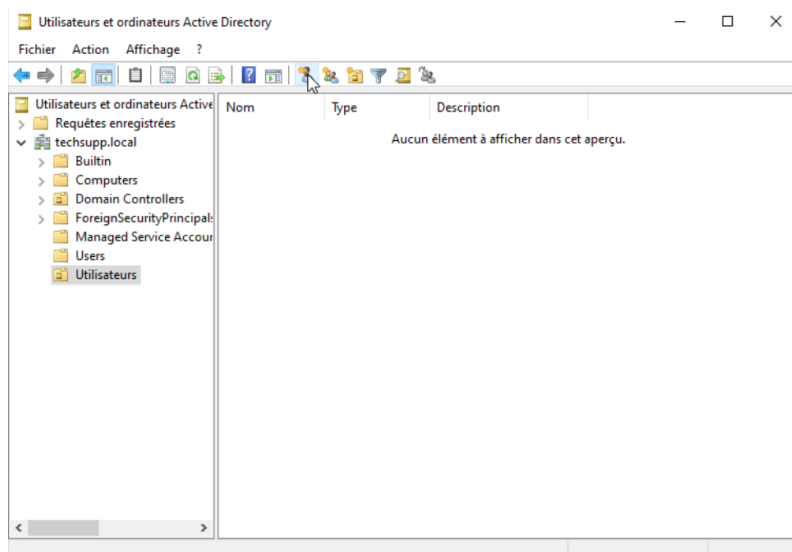 Utilisateurs et ordinateurs Active Directory
Fichier Action Affichage ?
Utilisateurs et ordinateurs Active
Requêtes enregistrées
techsupp.local
Builtin
Computers
Domain Controllers
ForeignSecurityPrincipals
Managed Service Accour
Users
Utilisateurs
Nom Type Description
Aucun élément à afficher dans cet aperçu.